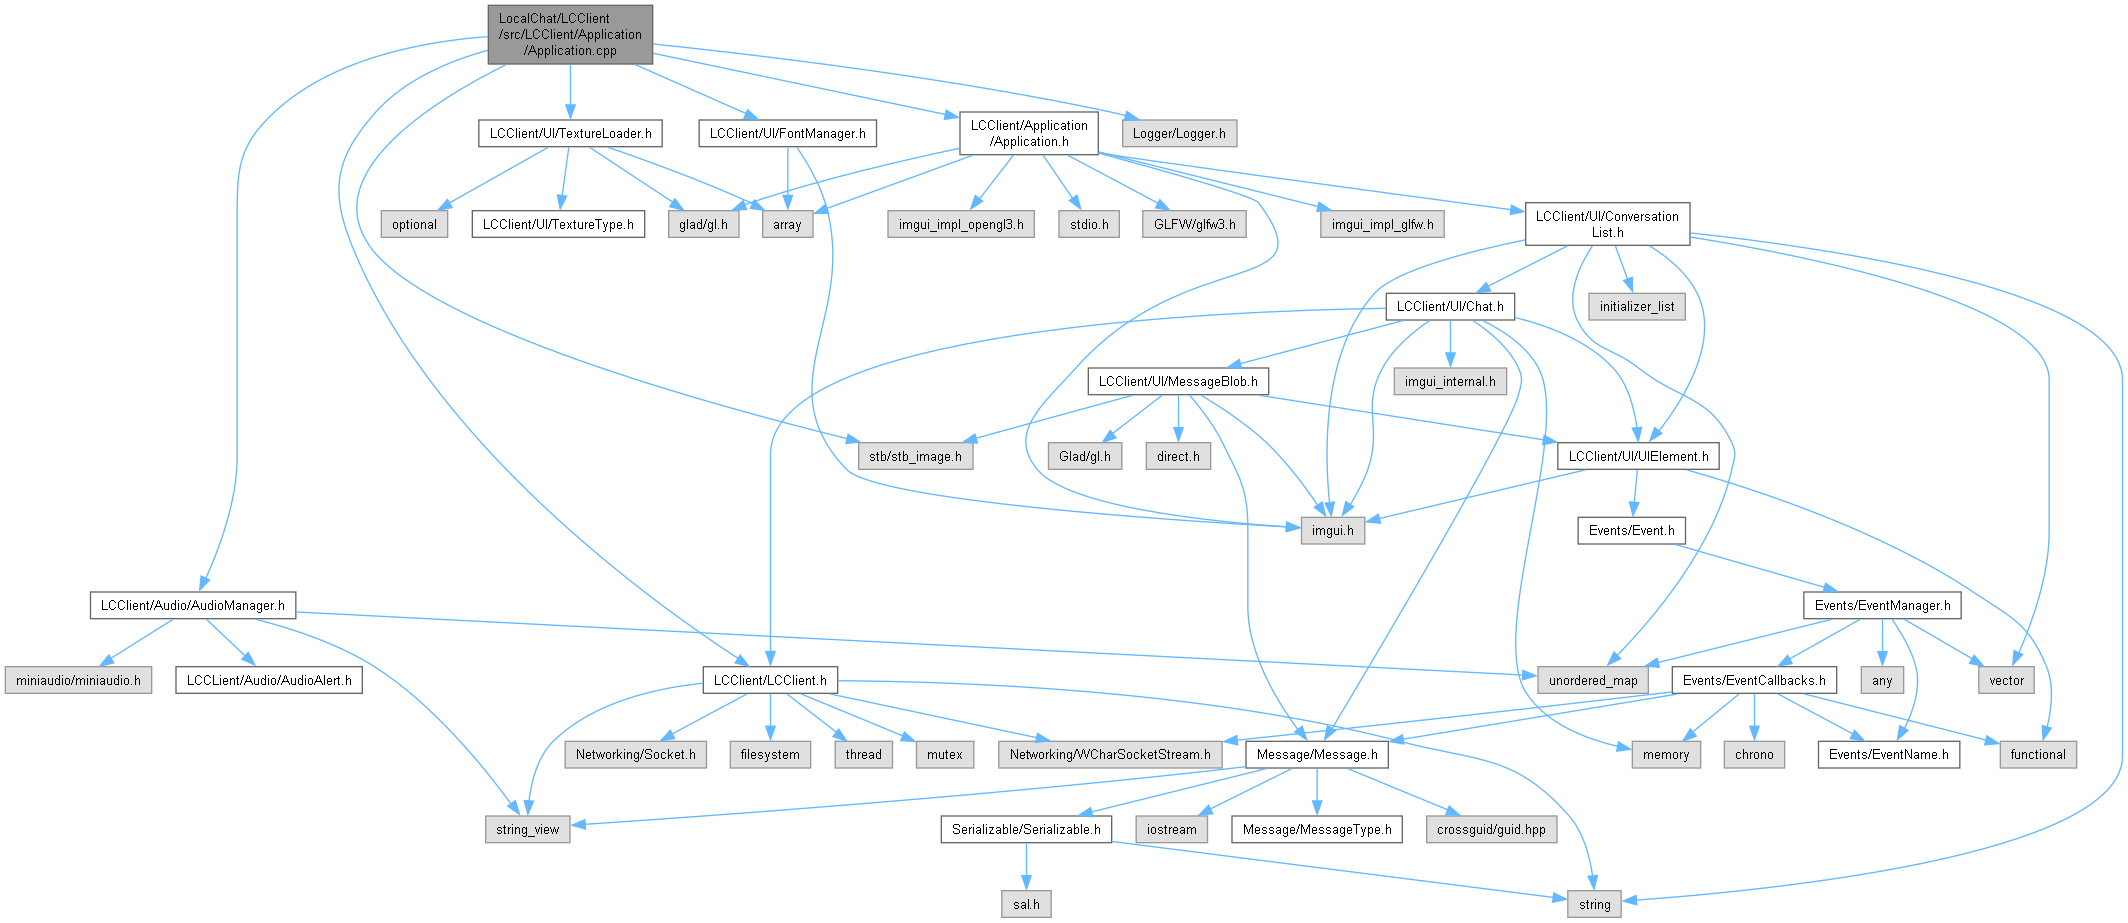 LocalChat/LCClient
/src/LCClient/Application
/Application.cpp
LCClient/UI/TextureLoader.h
LCClient/UI/FontManager.h
LCClient/Application
/Application.h
Logger/Logger.h
optional
LCClient/UI/TextureType.h
glad/gl.h
array
imgui_impl_opengl3.h
stdio.h
GLFW/glfw3.h
imgui_impl_glfw.h
LCClient/UI/Conversation
List.h
initializer_list
LCClient/UI/Chat.h
LCClient/UI/MessageBlob.h
imgui_internal.h
stb/stb_image.h
Glad/gl.h
direct.h
LCClient/UI/UIElement.h
imgui.h
Events/Event.h
LCClient/Audio/AudioManager.h
Events/EventManager.h
miniaudio/miniaudio.h
LCCLient/Audio/AudioAlert.h
LCClient/LCClient.h
unordered_map
Events/EventCallbacks.h
any
vector
Networking/Socket.h
filesystem
thread
mutex
Networking/WCharSocketStream.h
Message/Message.h
memory
chrono
Events/EventName.h
functional
string_view
Serializable/Serializable.h
iostream
Message/MessageType.h
crossguid/guid.hpp
sal.h
string